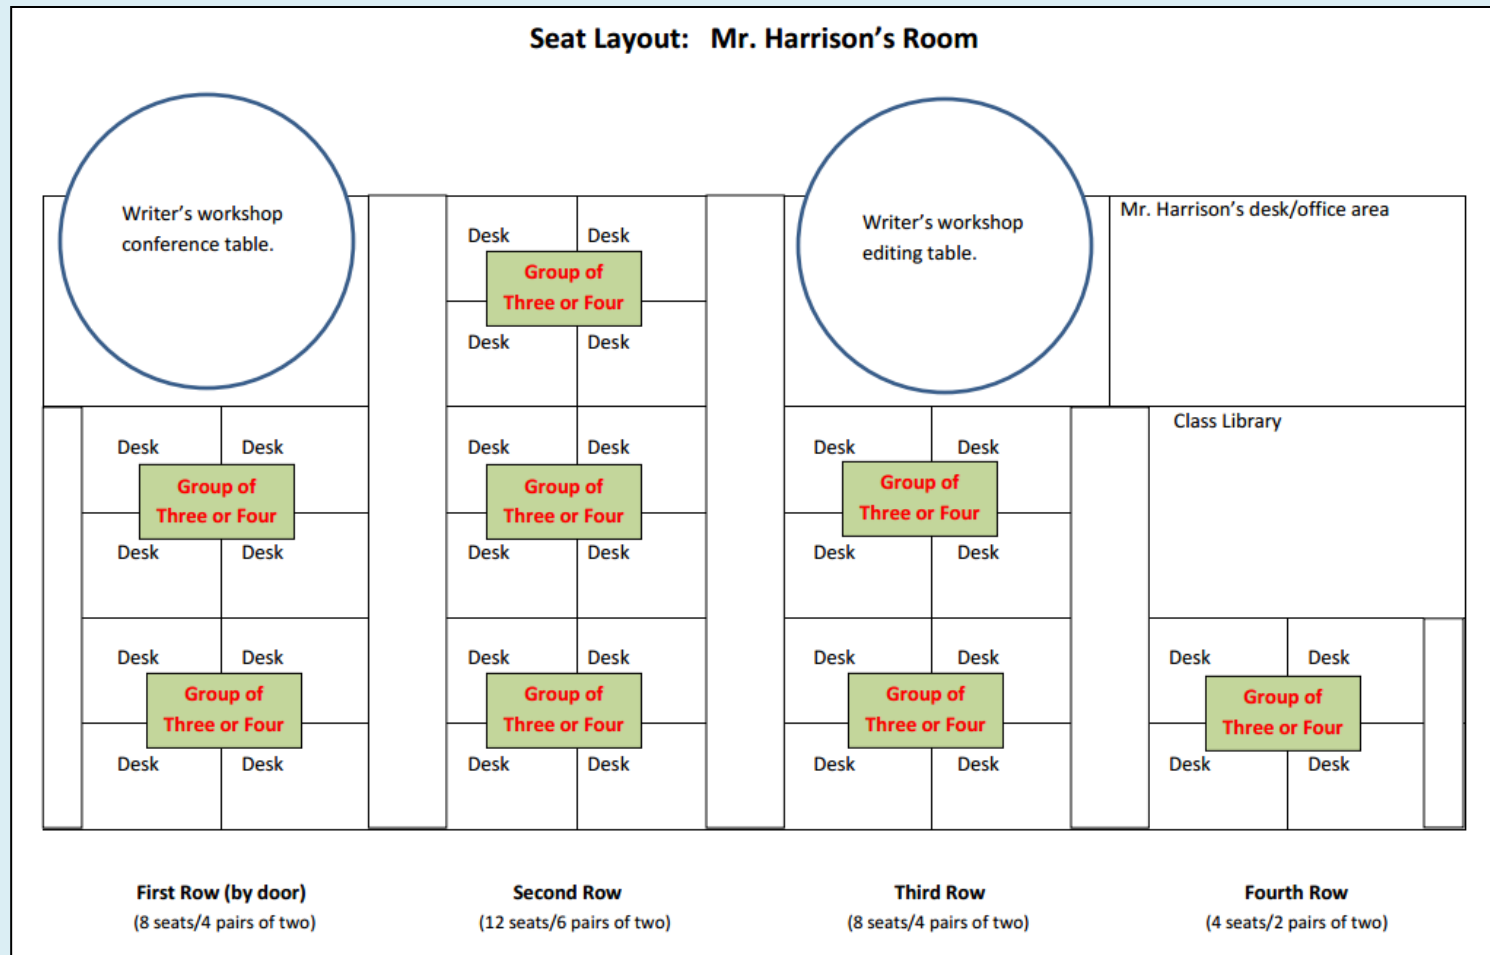 Seat Layout: Mr. Harrison's Room
Writer's workshop
conference table.
Desk Desk
Group of
Three or Four
Desk Desk
Writer's workshop
editing table.
Mr. Harrison's desk/office area
Desk Desk
Group of
Three or Four
Desk Desk
Desk Desk
Group of
Three or Four
Desk Desk
Desk Desk
Group of
Three or Four
Desk Desk
Class Library
Desk Desk
Group of
Three or Four
Desk Desk
Desk Desk
Group of
Three or Four
Desk Desk
Desk Desk
Group of
Three or Four
Desk Desk
Desk Desk
Group of
Three or Four
Desk Desk
First Row (by door)
(8 seats/4 pairs of two)
Second Row
(12 seats/6 pairs of two)
Third Row
(8 seats/4 pairs of two)
Fourth Row
(4 seats/2 pairs of two)